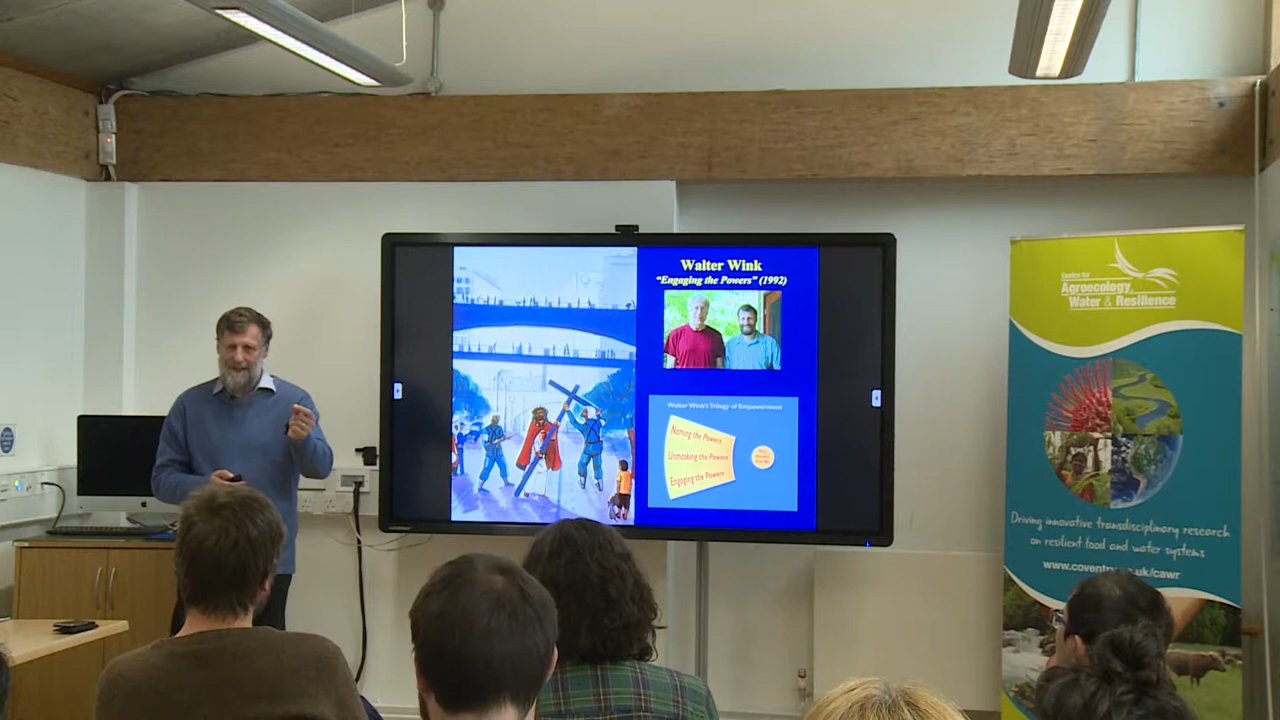 Walter Wink
"Engaging the Powers" (1992)
Walter Wink's Trilogy of Empowerment
Naming the Powers
Unmasking the Powers
Engaging the Powers
Centre for
Agroecology,
Water & Resilience
Driving innovative transdisciplinary research
on resilient food and water systems